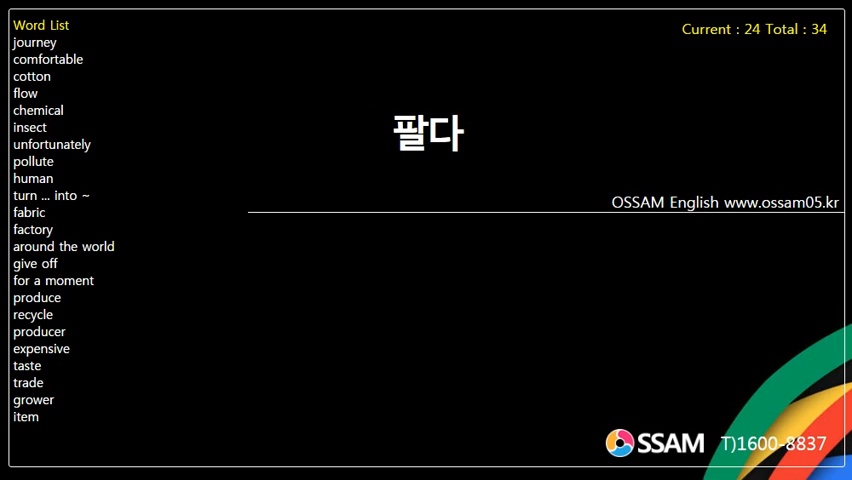 Word List
journey
comfortable
cotton
flow
chemical
insect
unfortunately
pollute
human
turn ... into ~
fabric
factory
around the world
give off
for a moment
produce
recycle
producer
expensive
taste
trade
grower
item
Current : 24 Total : 34
팔다
OSSAM English www.ossam05.kr
OSSAM T)1600-8837